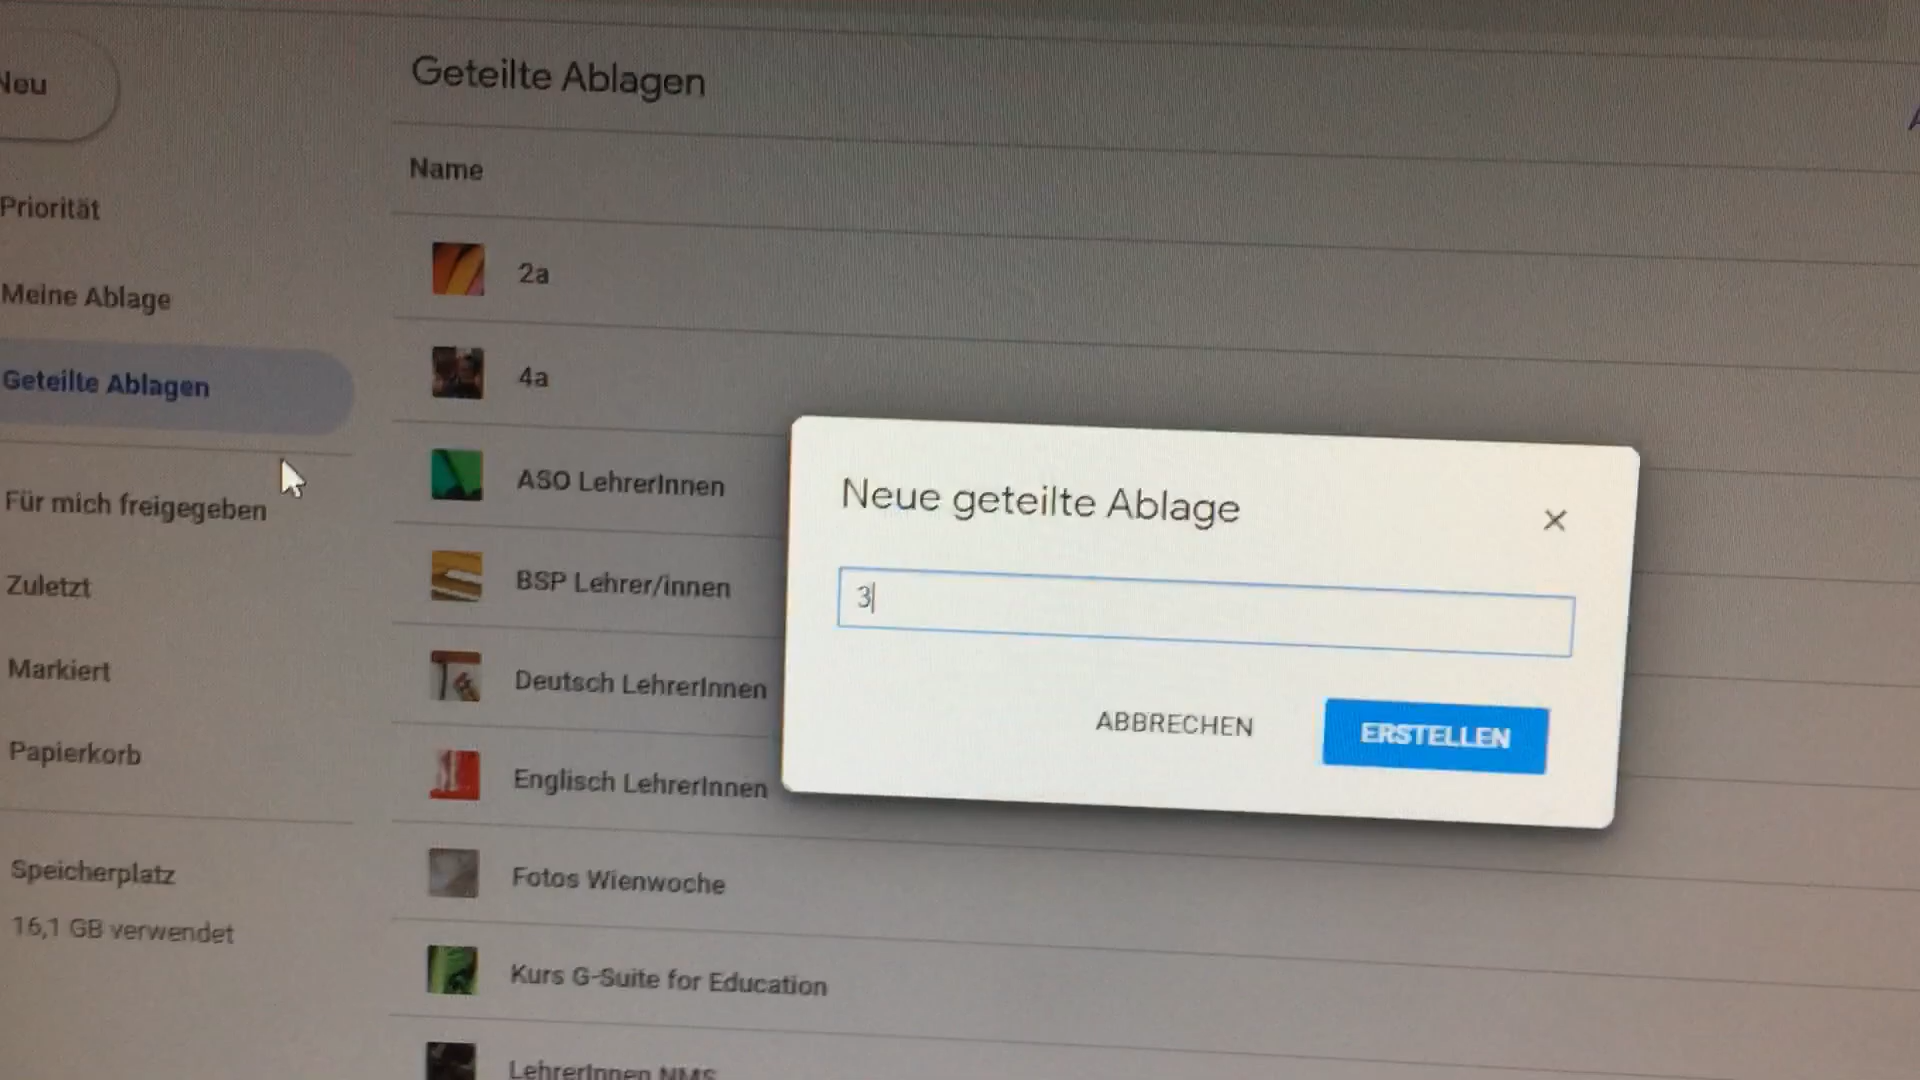 Neu
Geteilte Ablagen
Name
Priorität
Meine Ablage
Geteilte Ablagen
Für mich freigegeben
Zuletzt
Markiert
Papierkorb
Speicherplatz
16,1 GB verwendet
2a
4a
ASO LehrerInnen
BSP Lehrer/innen
Deutsch LehrerInnen
Englisch LehrerInnen
Fotos Wienwoche
Kurs G-Suite for Education
LehrerInnen NMS
Neue geteilte Ablage
3
ABBRECHEN
ERSTELLEN